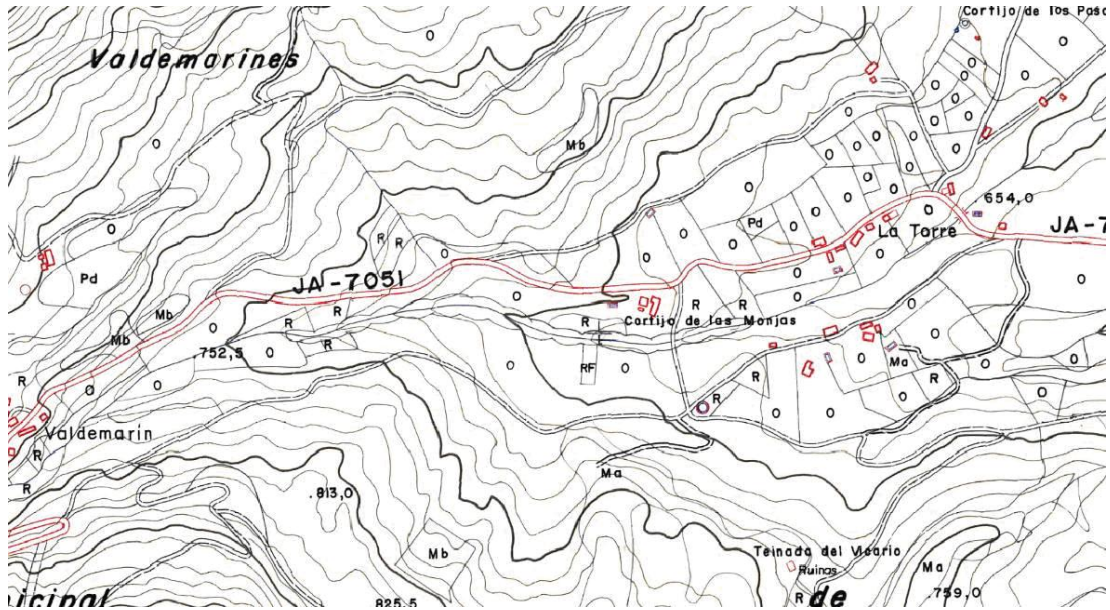 Cortijo de los Pasc
Valdemarines
O
O
O
O
O
O
O
O
O
O
O
Mb
O
O
O
O
O
O
O
O
O
O
654,0
Pd
O
O
La Torre
JA-7
R
R
O
O
O
O
O
O
Pd
JA-7051
O
R
R
O
Mb
R
R
R
Cortijo de las Monjas
Mb
O
R
O
.752,5
O
O
O
Ma
R
O
RF
O
R
O
O
R
R
O
O
O
O
Valdemarín
R
R
Ma
.813,0
Mb
Teinada del Vicario
Ruinas
Ma
R
de
.759,0
nicipal
825,5